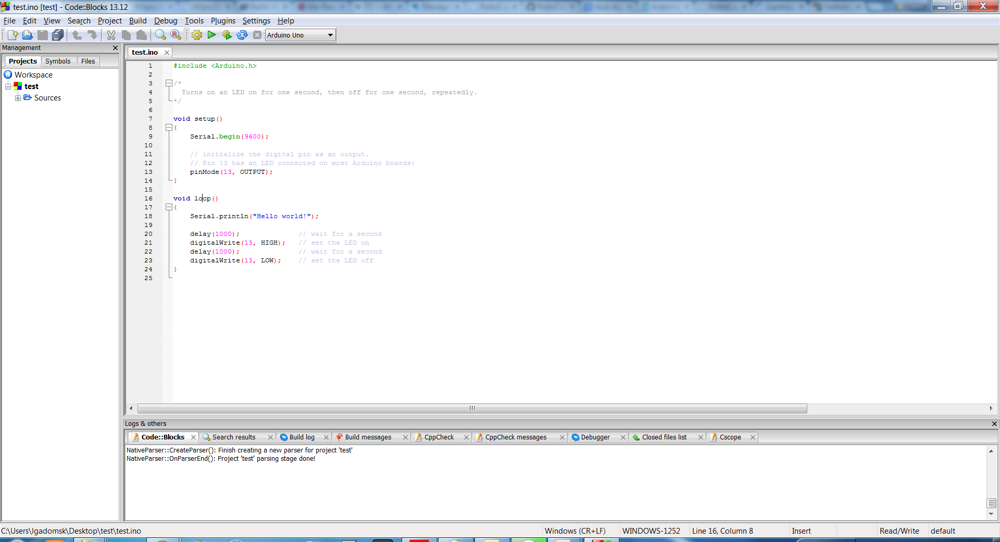 test.ino [test] - Code::Blocks 13.12
File Edit View Search Project Build Debug Tools Plugins Settings Help
Arduino Uno
Management
Projects Symbols Files
Workspace
test
Sources
test.ino
1 #include <Arduino.h>
2
3 /*
4 Turns on an LED on for one second, then off for one second, repeatedly.
5 */
6
7 void setup()
8 {
9 Serial.begin(9600);
10
11 // initialize the digital pin as an output.
12 // Pin 13 has an LED connected on most Arduino boards:
13 pinMode(13, OUTPUT);
14 }
15
16 void loop()
17 {
18 Serial.println("Hello world!");
19
20 delay(1000); // wait for a second
21 digitalWrite(13, HIGH); // set the LED on
22 delay(1000); // wait for a second
23 digitalWrite(13, LOW); // set the LED off
24 }
25
Logs & others
Code::Blocks Search results Build log Build messages CppCheck CppCheck messages Debugger Closed files list Cscope
NativeParser::CreateParser(): Finish creating a new parser for project 'test'
NativeParser::OnParserEnd(): Project 'test' parsing stage done!
C:\Users\lgadomsk\Desktop\test\test.ino Windows (CR+LF) WINDOWS-1252 Line 16, Column 8 Insert Read/Write default